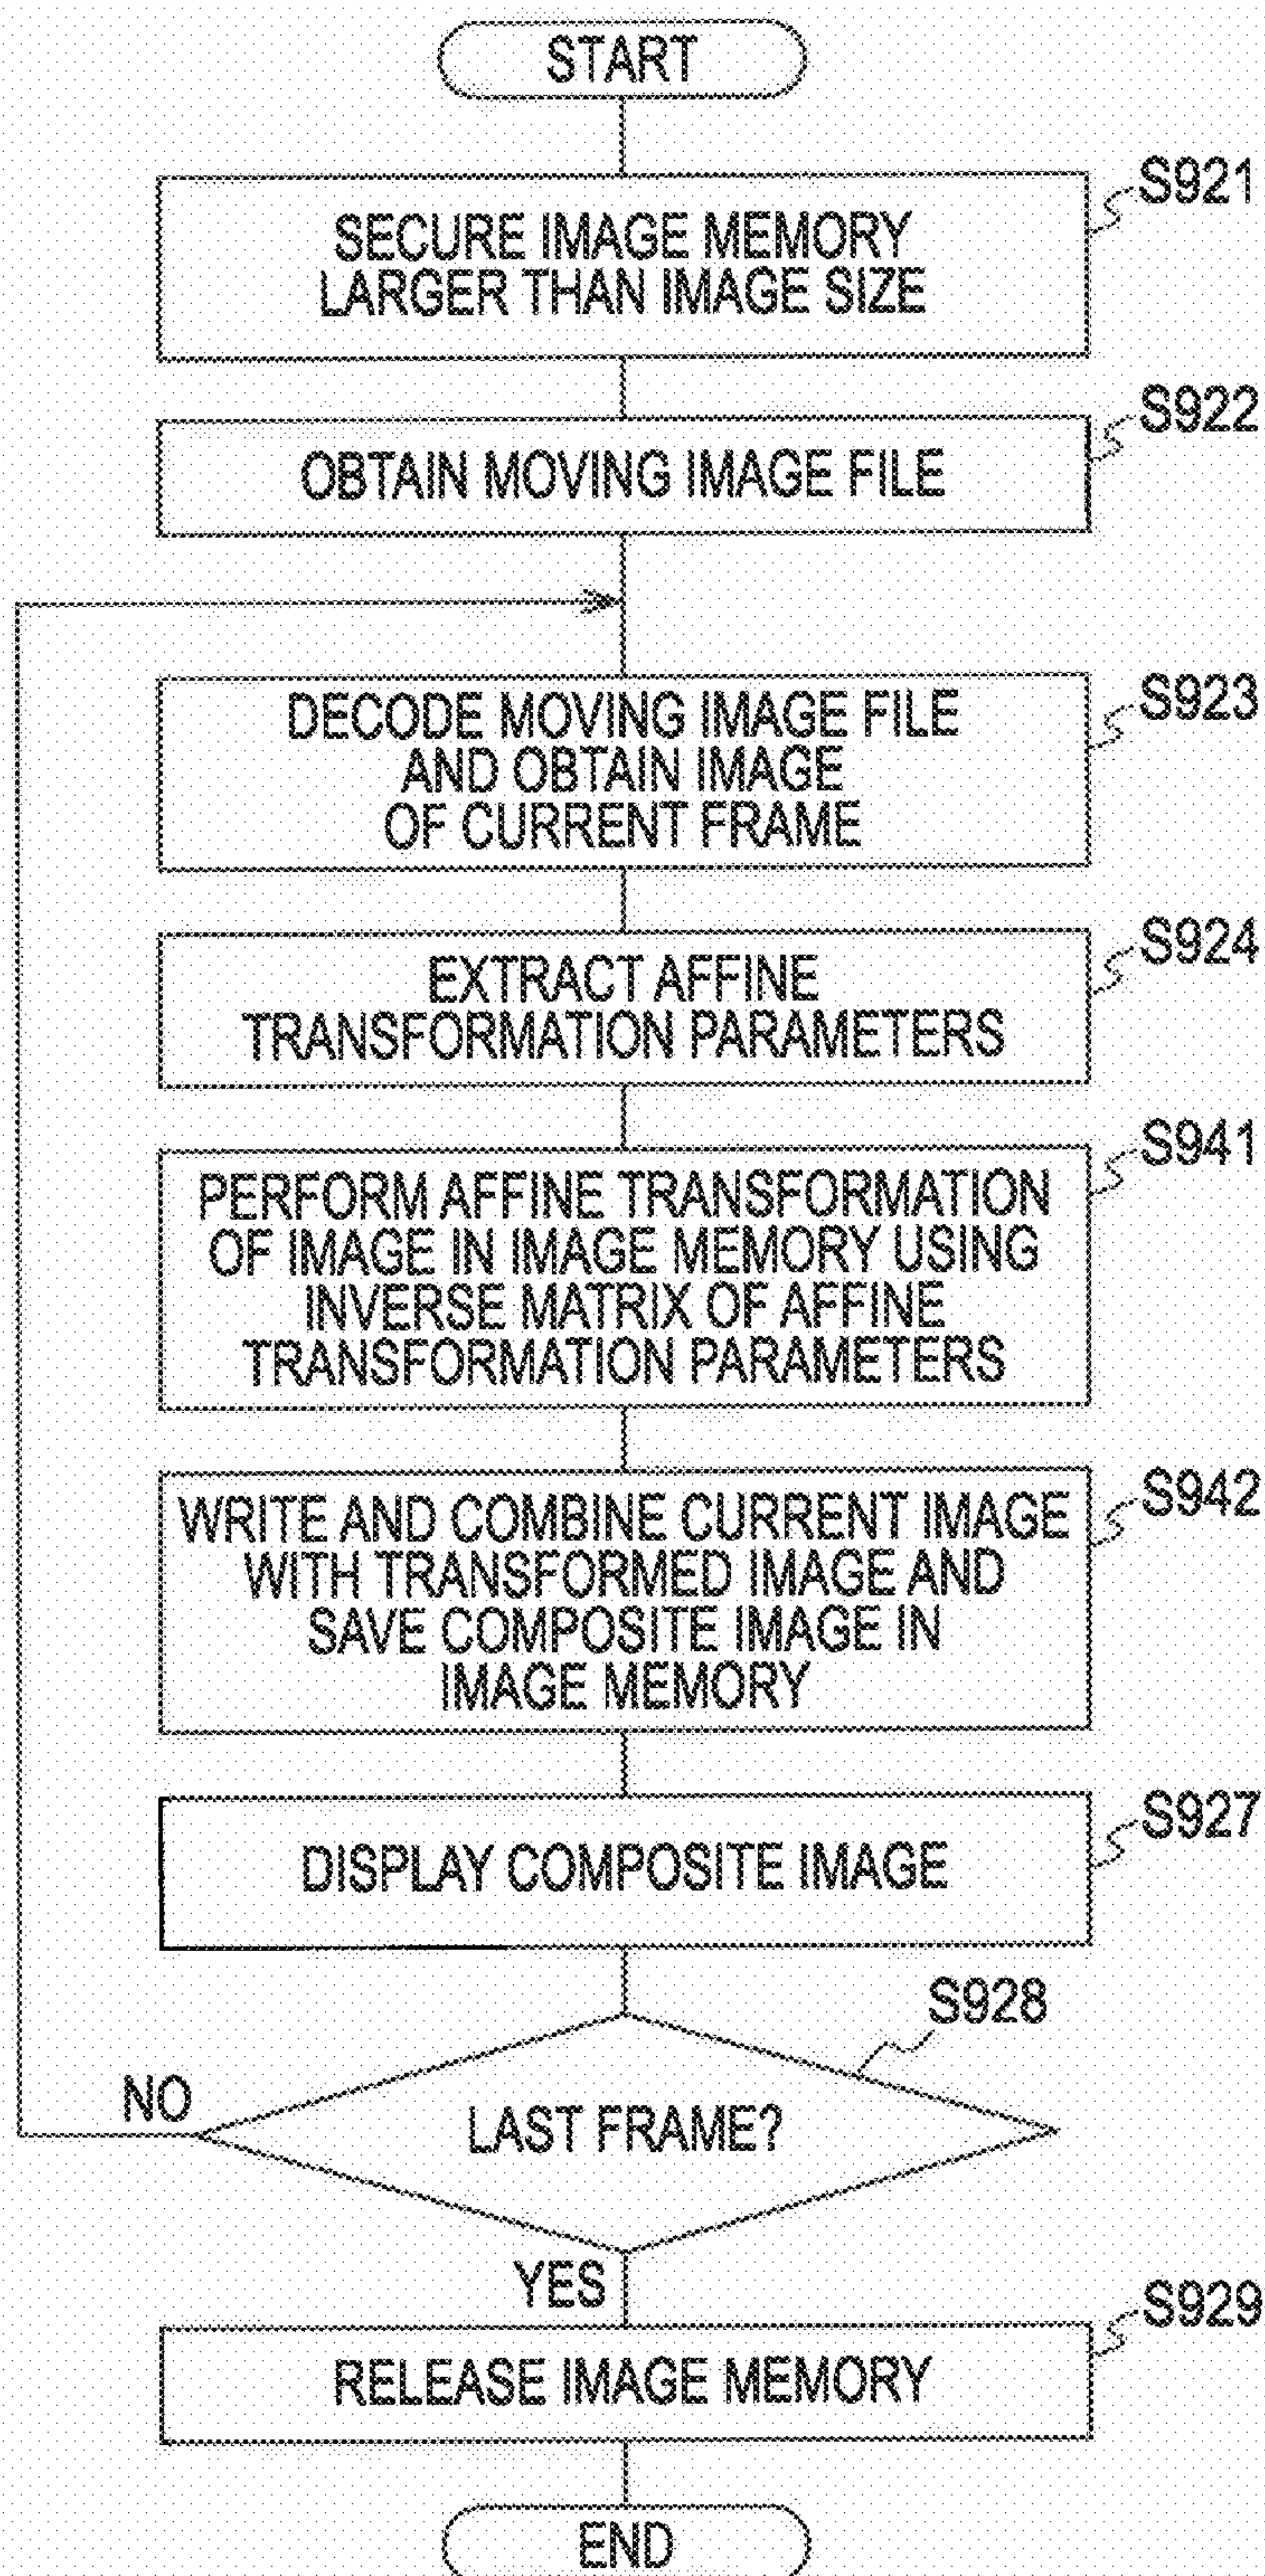 START
S921
SECURE IMAGE MEMORY
LARGER THAN IMAGE SIZE
S922
OBTAIN MOVING IMAGE FILE
S923
DECODE MOVING IMAGE FILE
AND OBTAIN IMAGE
OF CURRENT FRAME
S924
EXTRACT AFFINE
TRANSFORMATION PARAMETERS
S941
PERFORM AFFINE TRANSFORMATION
OF IMAGE IN IMAGE MEMORY USING
INVERSE MATRIX OF AFFINE
TRANSFORMATION PARAMETERS
S942
WRITE AND COMBINE CURRENT IMAGE
WITH TRANSFORMED IMAGE AND
SAVE COMPOSITE IMAGE IN
IMAGE MEMORY
S927
DISPLAY COMPOSITE IMAGE
S928
NO
LAST FRAME?
YES
S929
RELEASE IMAGE MEMORY
END